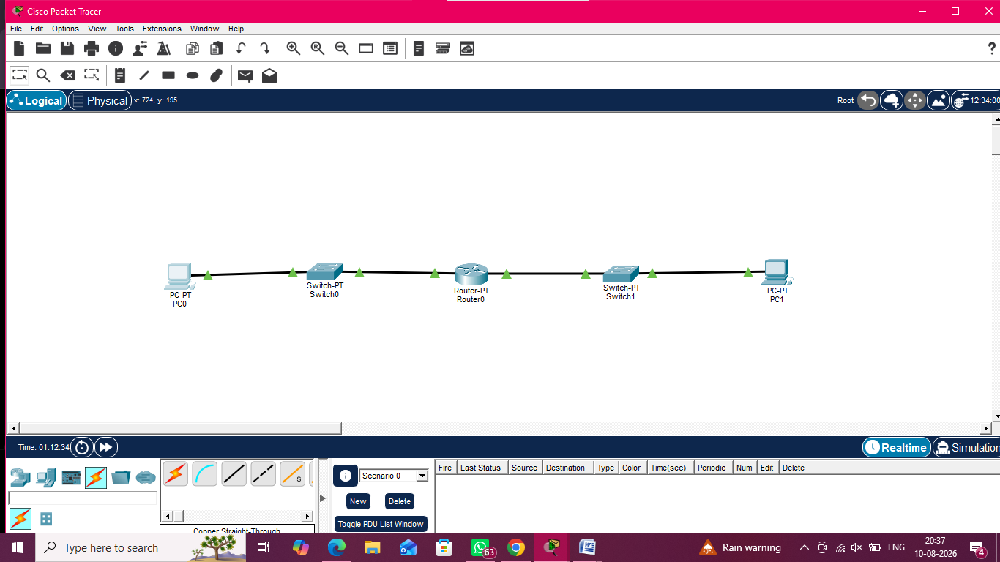 Cisco Packet Tracer
File Edit Options View Tools Extensions Window Help
?
Logical Physical x: 724, y: 195 Root 12:34:00
PC-PT
PC0
Switch-PT
Switch0
Router-PT
Router0
Switch-PT
Switch1
PC-PT
PC1
Time: 01:12:34 Realtime Simulation
S
Scenario 0
New Delete
Toggle PDU List Window
Fire Last Status Source Destination Type Color Time(sec) Periodic Num Edit Delete
Copper Straight-Through
Type here to search
63
Rain warning
ENG
20:37
10-08-2026
4